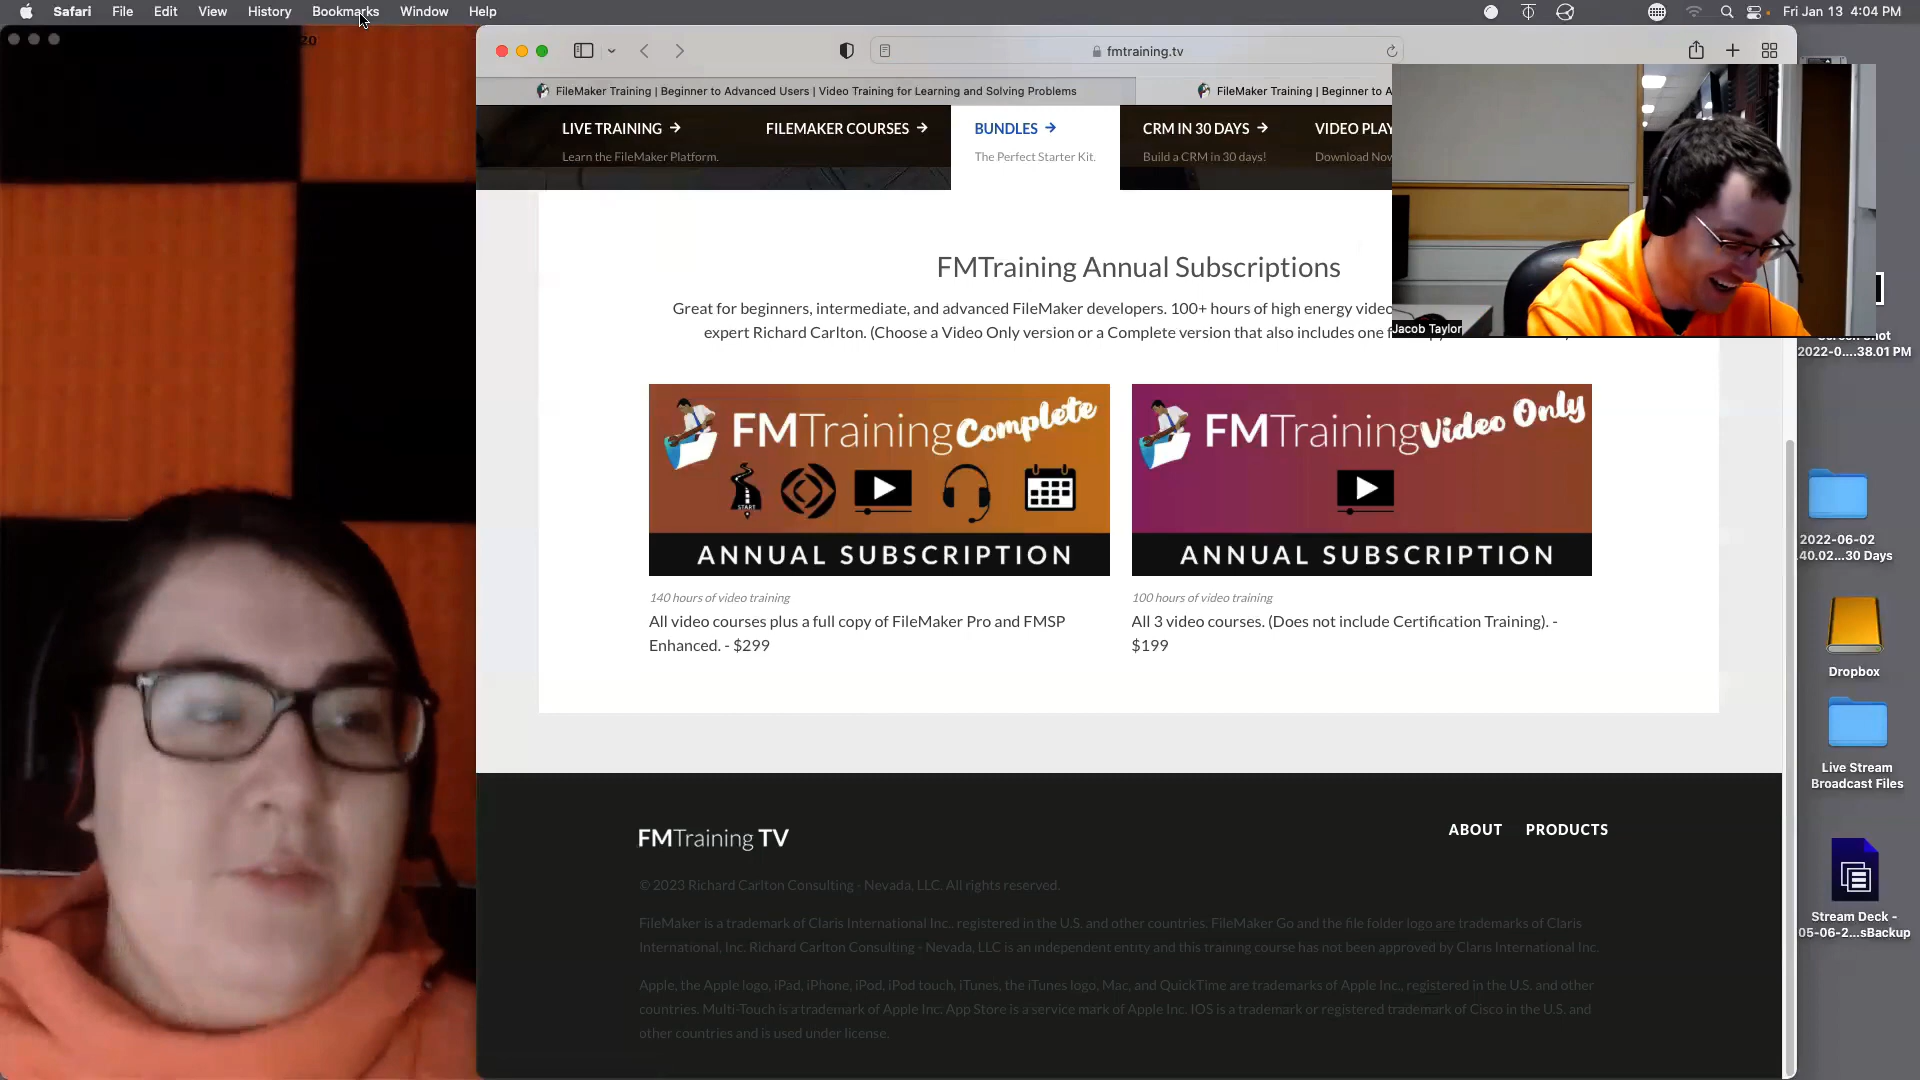 Safari File Edit View History Bookmarks Window Help Fri Jan 13 4:04 PM
20
fmtraining.tv
FileMaker Training | Beginner to Advanced Users | Video Training for Learning and Solving Problems
FileMaker Training | Beginner to A
LIVE TRAINING → FILEMAKER COURSES → BUNDLES → CRM IN 30 DAYS → VIDEO PLAY
Learn the FileMaker Platform. The Perfect Starter Kit. Build a CRM in 30 days! Download Now
FMTraining Annual Subscriptions
Great for beginners, intermediate, and advanced FileMaker developers. 100+ hours of high energy video
expert Richard Carlton. (Choose a Video Only version or a Complete version that also includes one
Jacob Taylor
2022-0....38.01 PM
FMTraining Complete
START
ANNUAL SUBSCRIPTION
FMTraining Video Only
ANNUAL SUBSCRIPTION
140 hours of video training
All video courses plus a full copy of FileMaker Pro and FMSP
Enhanced. - $299
100 hours of video training
All 3 video courses. (Does not include Certification Training). -
$199
2022-06-02
.40.02...30 Days
Dropbox
Live Stream
Broadcast Files
Stream Deck -
05-06-2...sBackup
FMTraining TV
ABOUT PRODUCTS
© 2023 Richard Carlton Consulting - Nevada, LLC. All rights reserved.
FileMaker is a trademark of Claris International Inc., registered in the U.S. and other countries. FileMaker Go and the file folder logo are trademarks of Claris
International, Inc. Richard Carlton Consulting - Nevada, LLC is an independent entity and this training course has not been approved by Claris International Inc.
Apple, the Apple logo, iPad, iPhone, iPod, iPod touch, iTunes, the iTunes logo, Mac, and QuickTime are trademarks of Apple Inc., registered in the U.S. and other
countries. Multi-Touch is a trademark of Apple Inc. App Store is a service mark of Apple Inc. IOS is a trademark or registered trademark of Cisco in the U.S. and
other countries and is used under license.